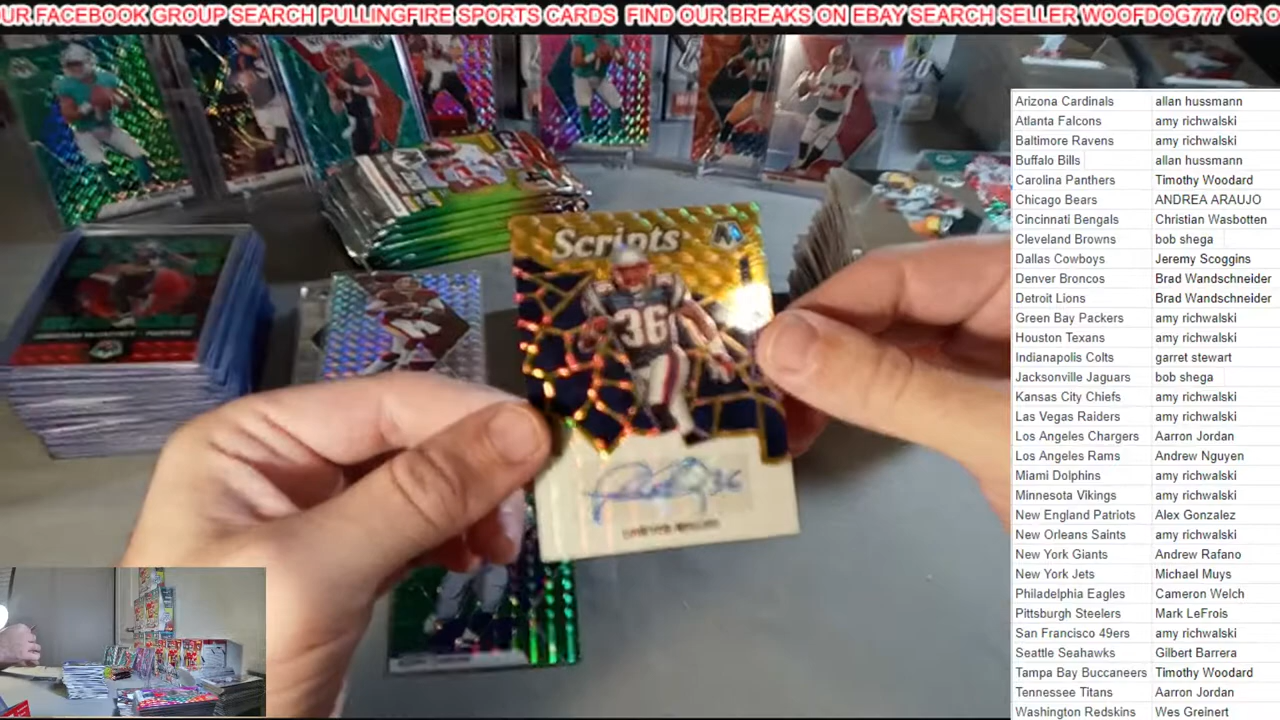 UR FACEBOOK GROUP SEARCH PULLINGFIRE SPORTS CARDS FIND OUR BREAKS ON EBAY SEARCH SELLER WOOFDOG777 OR
Scripts
36
36
Arizona Cardinals allan hussmann
Atlanta Falcons amy richwalski
Baltimore Ravens amy richwalski
Buffalo Bills allan hussmann
Carolina Panthers Timothy Woodard
Chicago Bears ANDREA ARAUJO
Cincinnati Bengals Christian Wasbotten
Cleveland Browns bob shega
Dallas Cowboys Jeremy Scoggins
Denver Broncos Brad Wandschneider
Detroit Lions Brad Wandschneider
Green Bay Packers amy richwalski
Houston Texans amy richwalski
Indianapolis Colts garret stewart
Jacksonville Jaguars bob shega
Kansas City Chiefs amy richwalski
Las Vegas Raiders amy richwalski
Los Angeles Chargers Aarron Jordan
Los Angeles Rams Andrew Nguyen
Miami Dolphins amy richwalski
Minnesota Vikings amy richwalski
New England Patriots Alex Gonzalez
New Orleans Saints amy richwalski
New York Giants Andrew Rafano
New York Jets Michael Muys
Philadelphia Eagles Cameron Welch
Pittsburgh Steelers Mark LeFrois
San Francisco 49ers amy richwalski
Seattle Seahawks Gilbert Barrera
Tampa Bay Buccaneers Timothy Woodard
Tennessee Titans Aarron Jordan
Washington Redskins Wes Greinert